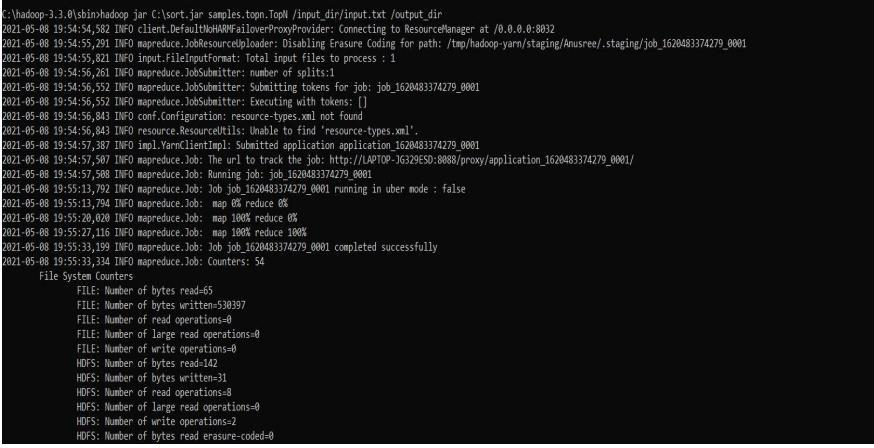 C:\hadoop-3.3.0\sbin>hadoop jar C:\sort.jar samples.topn.TopN /input_dir/input.txt /output_dir
2021-05-08 19:54:54,582 INFO client.DefaultNoHARMFailoverProxyProvider: Connecting to ResourceManager at /0.0.0.0:8032
2021-05-08 19:54:55,291 INFO mapreduce.JobResourceUploader: Disabling Erasure Coding for path: /tmp/hadoop-yarn/staging/Anusree/.staging/job_1620483374279_0001
2021-05-08 19:54:55,821 INFO input.FileInputFormat: Total input files to process : 1
2021-05-08 19:54:56,261 INFO mapreduce.JobSubmitter: number of splits:1
2021-05-08 19:54:56,552 INFO mapreduce.JobSubmitter: Submitting tokens for job: job_1620483374279_0001
2021-05-08 19:54:56,552 INFO mapreduce.JobSubmitter: Executing with tokens: []
2021-05-08 19:54:56,843 INFO conf.Configuration: resource-types.xml not found
2021-05-08 19:54:56,843 INFO resource.ResourceUtils: Unable to find 'resource-types.xml'.
2021-05-08 19:54:57,387 INFO impl.YarnClientImpl: Submitted application application_1620483374279_0001
2021-05-08 19:54:57,507 INFO mapreduce.Job: The url to track the job: http://LAPTOP-JG329ESD:8088/proxy/application_1620483374279_0001/
2021-05-08 19:54:57,508 INFO mapreduce.Job: Running job: job_1620483374279_0001
2021-05-08 19:55:13,792 INFO mapreduce.Job: Job job_1620483374279_0001 running in uber mode : false
2021-05-08 19:55:13,794 INFO mapreduce.Job:  map 0% reduce 0%
2021-05-08 19:55:20,020 INFO mapreduce.Job:  map 100% reduce 0%
2021-05-08 19:55:27,116 INFO mapreduce.Job:  map 100% reduce 100%
2021-05-08 19:55:33,199 INFO mapreduce.Job: Job job_1620483374279_0001 completed successfully
2021-05-08 19:55:33,334 INFO mapreduce.Job: Counters: 54
File System Counters
FILE: Number of bytes read=65
FILE: Number of bytes written=530397
FILE: Number of read operations=0
FILE: Number of large read operations=0
FILE: Number of write operations=0
HDFS: Number of bytes read=142
HDFS: Number of bytes written=31
HDFS: Number of read operations=8
HDFS: Number of large read operations=0
HDFS: Number of write operations=2
HDFS: Number of bytes read erasure-coded=0